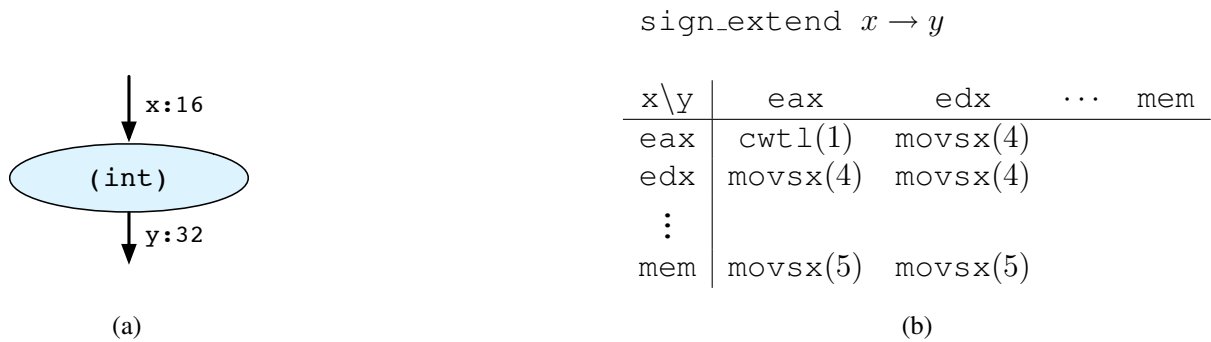 x:16
(int)
y:32
(a)
sign_extend x → y
x\y eax edx ⋯ mem
eax cwtl(1) movsx(4)
edx movsx(4) movsx(4)
⋮
mem movsx(5) movsx(5)
(b)